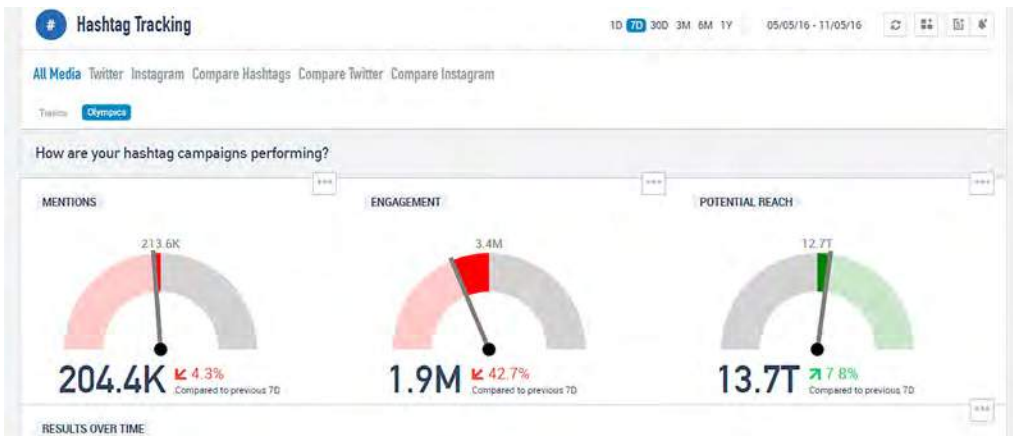 # Hashtag Tracking
1D 7D 30D 3M 6M 1Y 05/05/16 - 11/05/16
All Media Twitter Instagram Compare Hashtags Compare Twitter Compare Instagram
Olympics
How are your hashtag campaigns performing?
MENTIONS
213.6K
204.4K 4.3%
Compared to previous 7D
ENGAGEMENT
3.4M
1.9M 42.7%
Compared to previous 7D
POTENTIAL REACH
12.7T
13.7T 7.8%
Compared to previous 7D
RESULTS OVER TIME